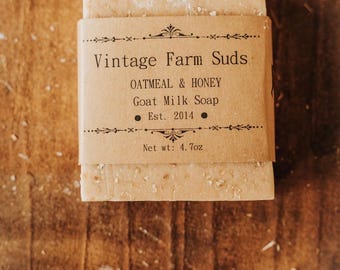 Vintage Farm Suds
OATMEAL & HONEY
Goat Milk Soap
● Est. 2014 ●
Net wt: 4.7oz